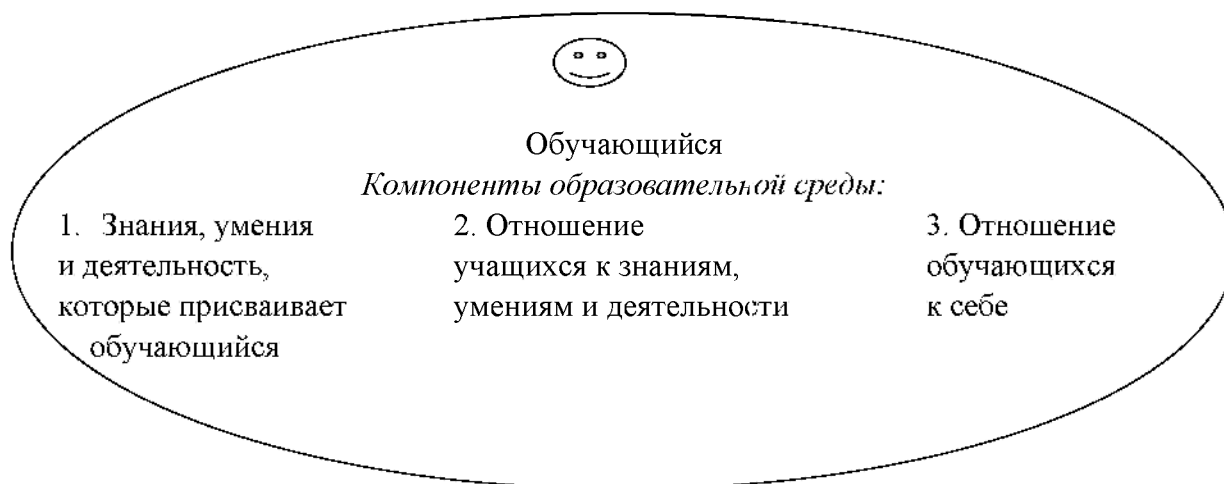 Обучающийся
Компоненты образовательной среды:
1. Знания, умения
и деятельность,
которые присваивает
обучающийся
2. Отношение
учащихся к знаниям,
умениям и деятельности
3. Отношение
обучающихся
к себе